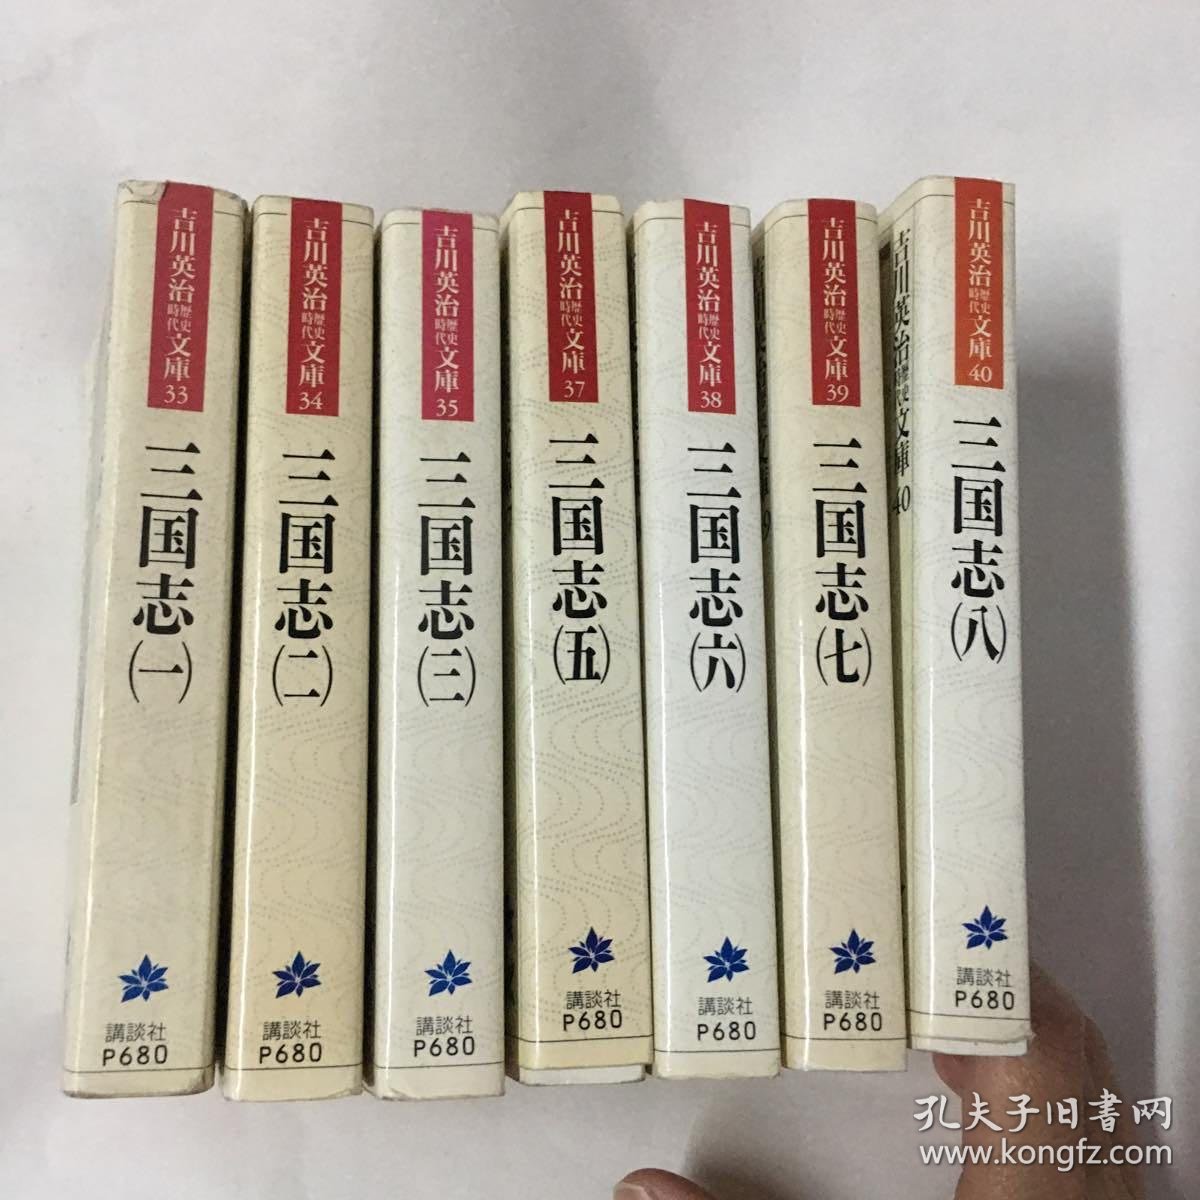 吉川英治歴史時代文庫33
三国志(一)
講談社
P680
吉川英治歴史時代文庫34
三国志(二)
講談社
P680
吉川英治歴史時代文庫35
三国志(三)
講談社
P680
吉川英治歴史時代文庫37
三国志(五)
講談社
P680
吉川英治歴史時代文庫38
三国志(六)
講談社
P680
吉川英治歴史時代文庫39
三国志(七)
講談社
P680
吉川英治歴史時代文庫40
吉川英治歴史時代文庫40
三国志(八)
講談社
P680
孔夫子旧書网
www.kongfz.com